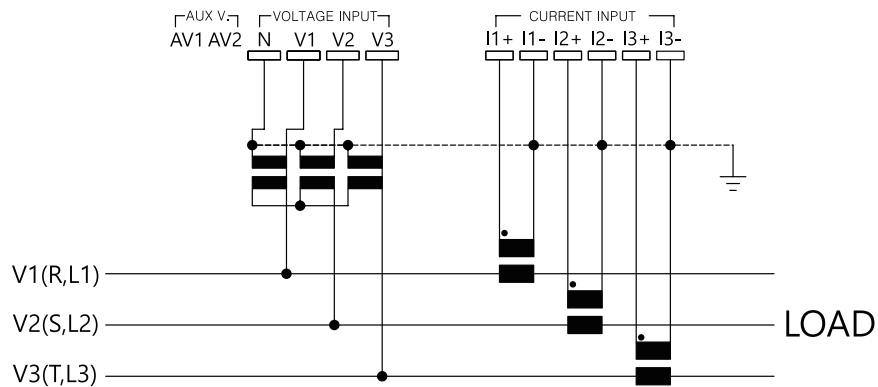 AUX V. VOLTAGE INPUT CURRENT INPUT
AV1 AV2 N V1 V2 V3 I1+ I1- I2+ I2- I3+ I3-
V1(R,L1)
V2(S,L2) LOAD
V3(T,L3)